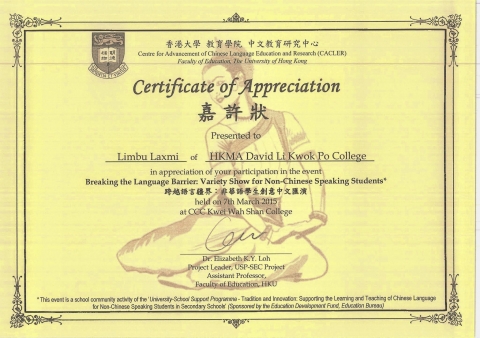 香港大學 教育學院 中文教育研究中心
Centre for Advancement of Chinese Language Education and Research (CACLER)
Faculty of Education, The University of Hong Kong
Certificate of Appreciation
嘉許狀
Presented to
Limbu Laxmi of HKMA David Li Kwok Po College
in appreciation of your participation in the event
Breaking the Language Barrier: Variety Show for Non-Chinese Speaking Students*
跨越語言疆界：非華語學生創意中文匯演
held on 7th March 2015
at CCC Kwei Wah Shan College
Dr. Elizabeth K.Y. Loh
Project Leader, USP-SEC Project
Assistant Professor,
Faculty of Education, HKU
* This event is a school community activity of the 'University-School Support Programme - Tradition and Innovation: Supporting the Learning and Teaching of Chinese Language
for Non-Chinese Speaking Students in Secondary Schools' (Sponsored by the Education Development Fund, Education Bureau)